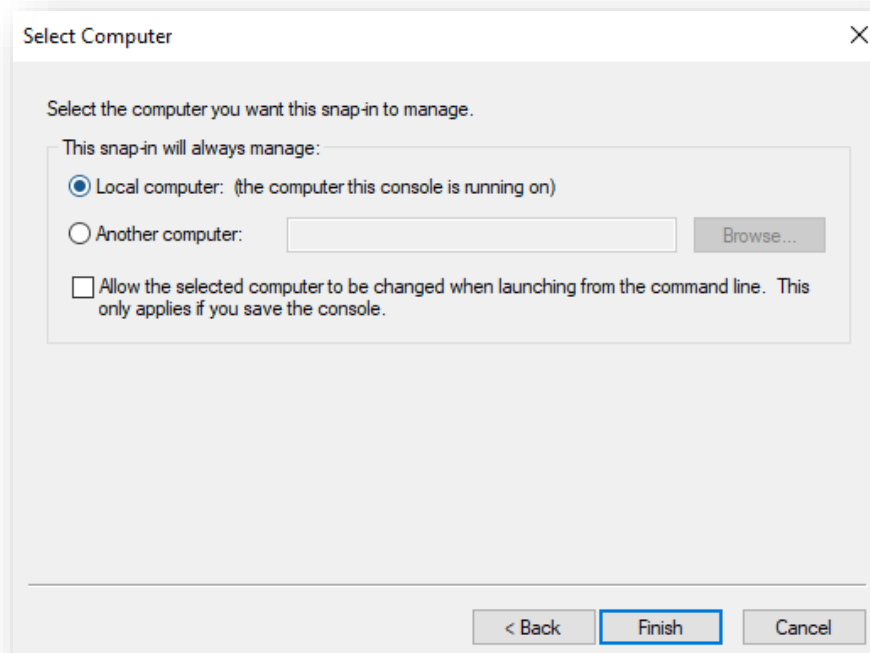 Select Computer
Select the computer you want this snap-in to manage.
This snap-in will always manage:
Local computer: (the computer this console is running on)
Another computer:
Browse...
Allow the selected computer to be changed when launching from the command line. This
only applies if you save the console.
< Back
Finish
Cancel